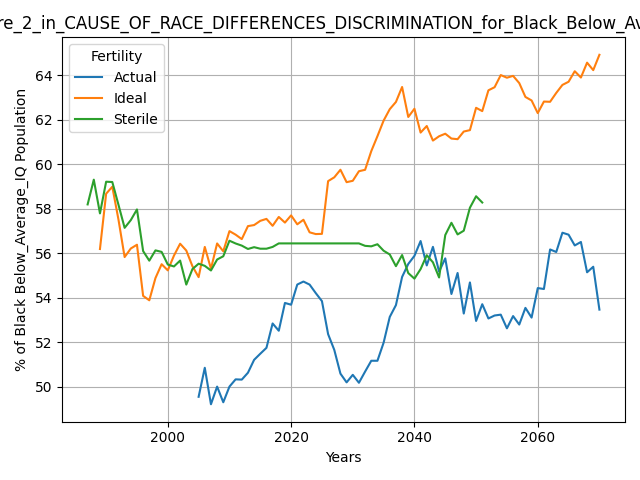 re_2_in_CAUSE_OF_RACE_DIFFERENCES_DISCRIMINATION_for_Black_Below_Av
Fertility
Actual
Ideal
Sterile
% of Black Below_Average_IQ Population
64
62
60
58
56
54
52
50
2000
2020
2040
2060
Years